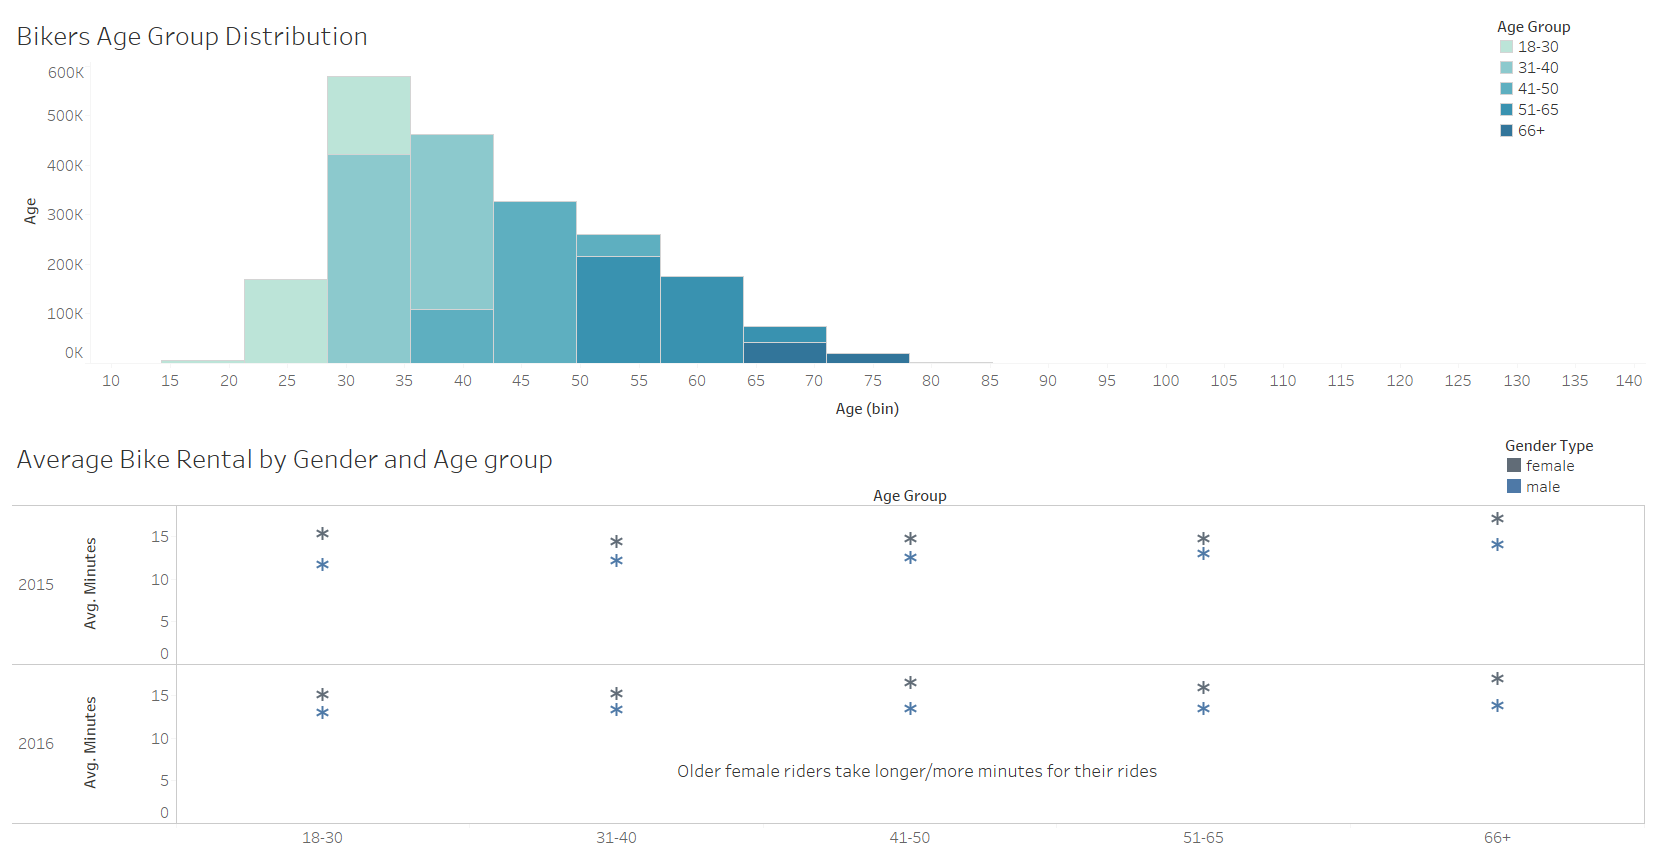 Bikers Age Group Distribution
Age Group
18-30
31-40
41-50
51-65
66+
600K
500K
400K
300K
200K
100K
0K
Age
10 15 20 25 30 35 40 45 50 55 60 65 70 75 80 85 90 95 100 105 110 115 120 125 130 135 140
Age (bin)
Average Bike Rental by Gender and Age group
Gender Type
female
male
Age Group
2015
Avg. Minutes
15
10
5
0
2016
Avg. Minutes
15
10
5
0
Older female riders take longer/more minutes for their rides
18-30 31-40 41-50 51-65 66+